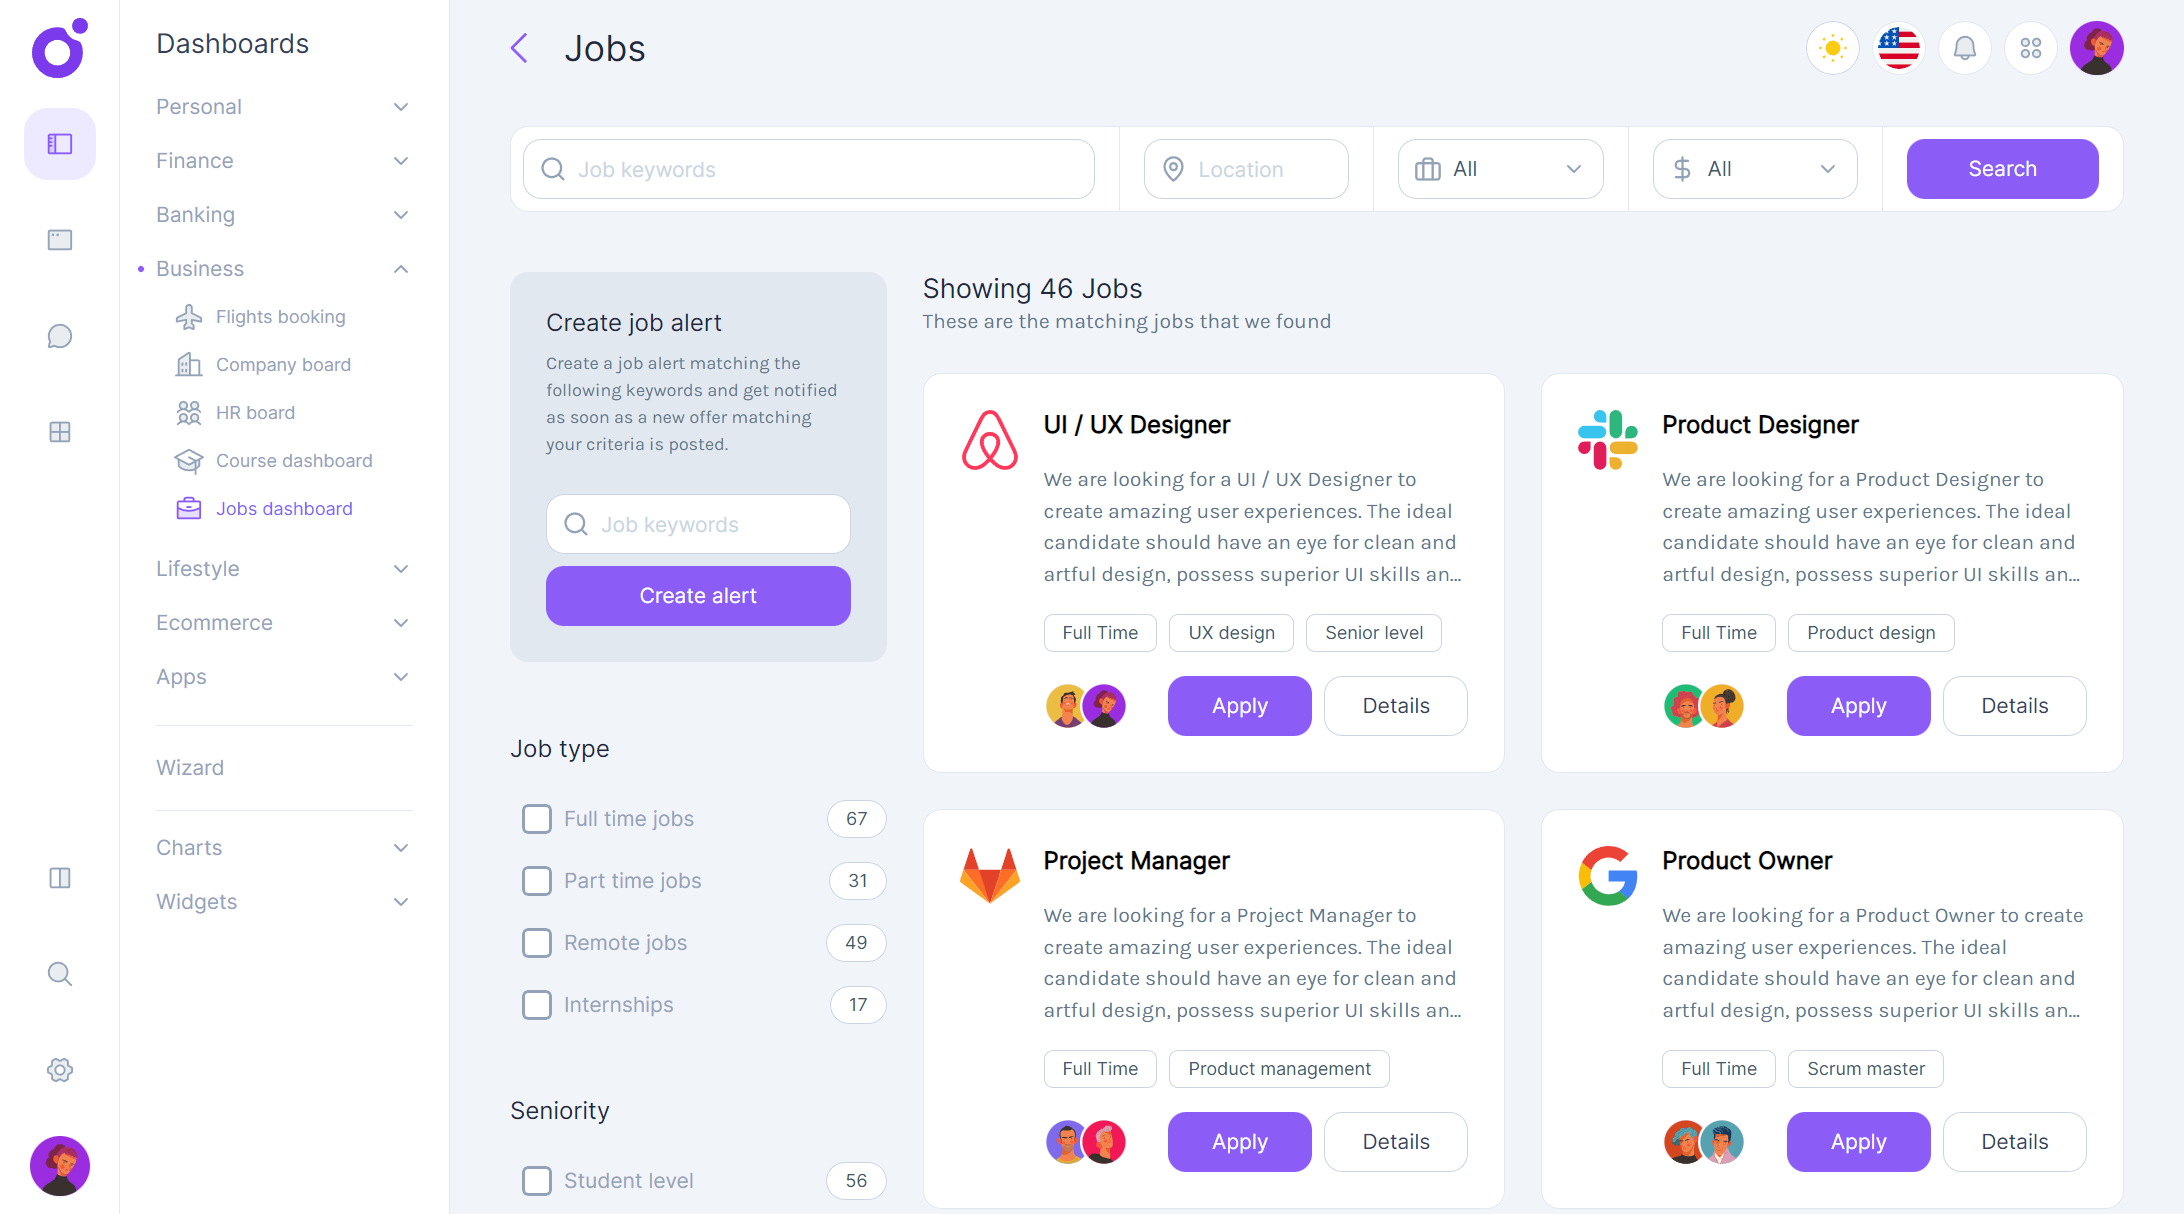 Dashboards
Personal
Finance
Banking
Business
Flights booking
Company board
HR board
Course dashboard
Jobs dashboard
Lifestyle
Ecommerce
Apps
Wizard
Charts
Widgets
Jobs
Job keywords
Location
All
All
Search
Create job alert
Create a job alert matching the
following keywords and get notified
as soon as a new offer matching
your criteria is posted.
Job keywords
Create alert
Job type
Full time jobs 67
Part time jobs 31
Remote jobs 49
Internships 17
Seniority
Student level 56
Showing 46 Jobs
These are the matching jobs that we found
UI / UX Designer
We are looking for a UI / UX Designer to
create amazing user experiences. The ideal
candidate should have an eye for clean and
artful design, possess superior UI skills an...
Full Time UX design Senior level
Apply Details
Product Designer
We are looking for a Product Designer to
create amazing user experiences. The ideal
candidate should have an eye for clean and
artful design, possess superior UI skills an...
Full Time Product design
Apply Details
Project Manager
We are looking for a Project Manager to
create amazing user experiences. The ideal
candidate should have an eye for clean and
artful design, possess superior UI skills an...
Full Time Product management
Apply Details
Product Owner
We are looking for a Product Owner to create
amazing user experiences. The ideal
candidate should have an eye for clean and
artful design, possess superior UI skills an...
Full Time Scrum master
Apply Details